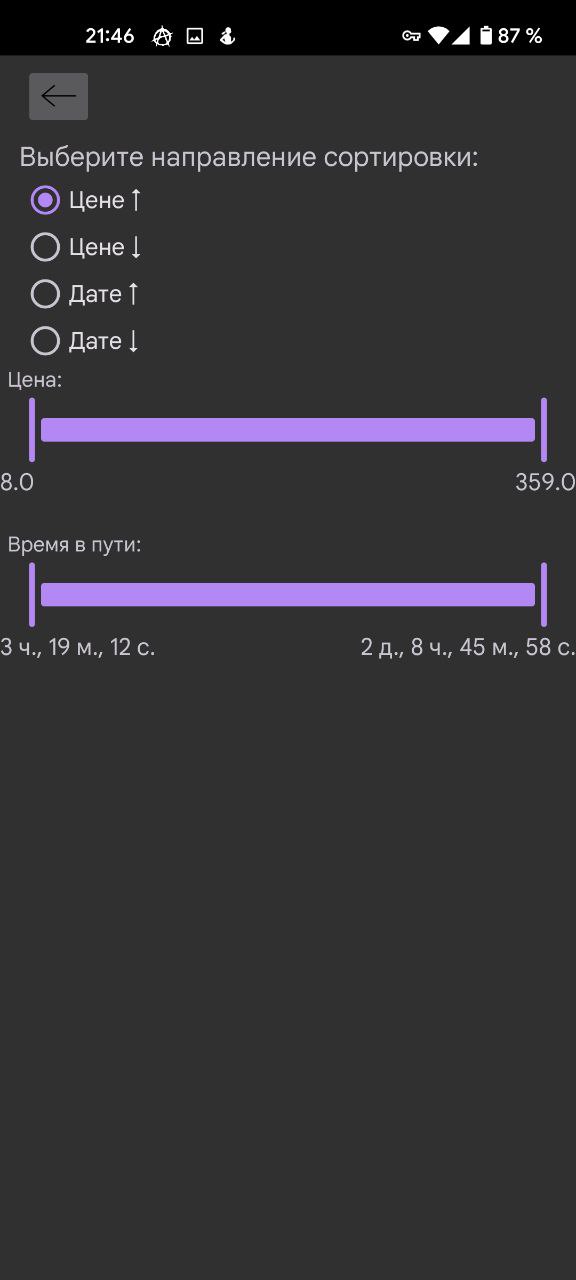 21:46 87 %
Выберите направление сортировки:
Цене ↑
Цене ↓
Дате ↑
Дате ↓
Цена:
8.0 359.0
Время в пути:
3 ч., 19 м., 12 с. 2 д., 8 ч., 45 м., 58 с.